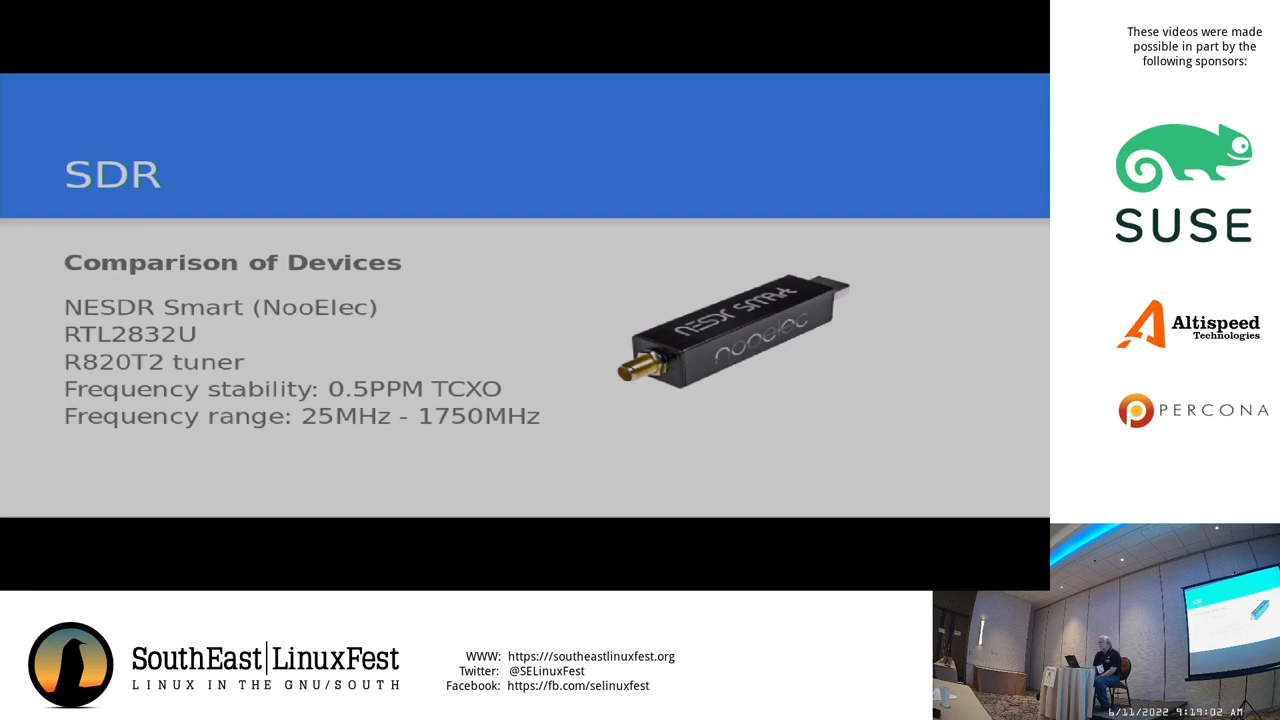 SDR
Comparison of Devices
NESDR Smart (NooElec)
RTL2832U
R820T2 tuner
Frequency stability: 0.5PPM TCXO
Frequency range: 25MHz - 1750MHz
NESDR SMArt
nooelec
These videos were made
possible in part by the
following sponsors:
SUSE
Altispeed
Technologies
PERCONA
SouthEast|LinuxFest
LINUX IN THE GNU/SOUTH
WWW: https:///southeastlinuxfest.org
Twitter: @SELinuxFest
Facebook: https://fb.com/selinuxfest
6/11/2022 9:19:02 AM